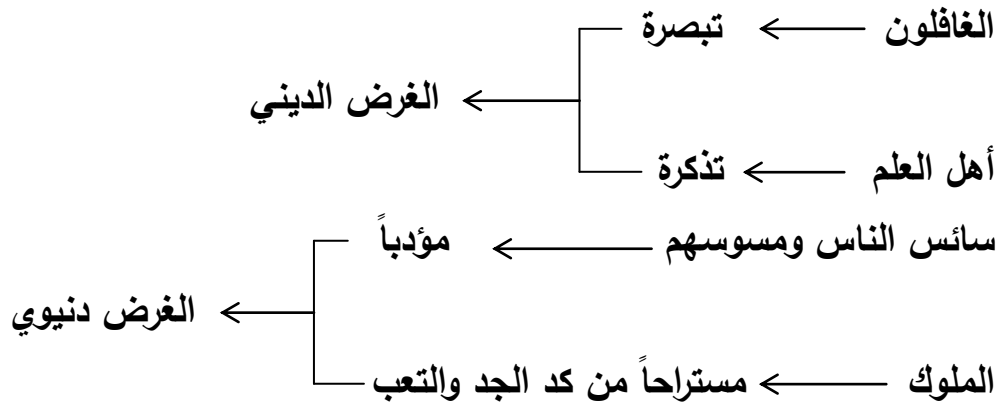 الغافلون تبصرة
الغرض الديني
أهل العلم تذكرة
سائس الناس ومسوسهم مؤدباً
الغرض دنيوي
الملوك مستراحاً من كد الجد والتعب